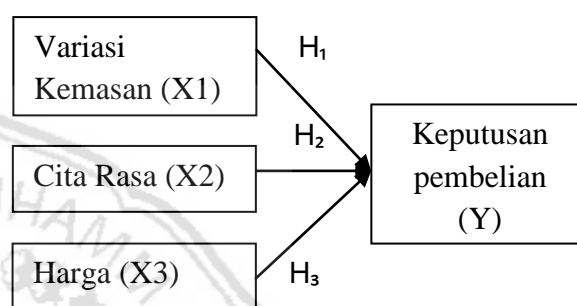 Variasi
Kemasan (X1)
H₁
H₂
Cita Rasa (X2)
Keputusan
pembelian
(Y)
Harga (X3)
H₃